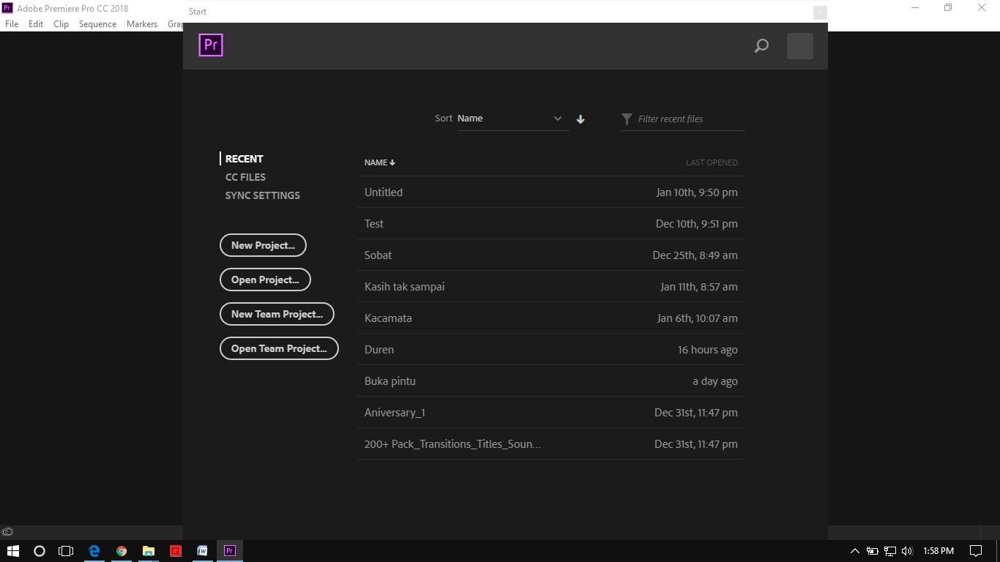 Adobe Premiere Pro CC 2018
Start
File Edit Clip Sequence Markers
Pr
Sort Name
Filter recent files
RECENT
CC FILES
SYNC SETTINGS
New Project...
Open Project...
New Team Project...
Open Team Project...
NAME LAST OPENED
Untitled Jan 10th, 9:50 pm
Test Dec 10th, 9:51 pm
Sobat Dec 25th, 8:49 am
Kasih tak sampai Jan 11th, 8:57 am
Kacamata Jan 6th, 10:07 am
Duren 16 hours ago
Buka pintu a day ago
Aniversary_1 Dec 31st, 11:47 pm
200+ Pack_Transitions_Titles_Soun... Dec 31st, 11:47 pm
1:58 PM